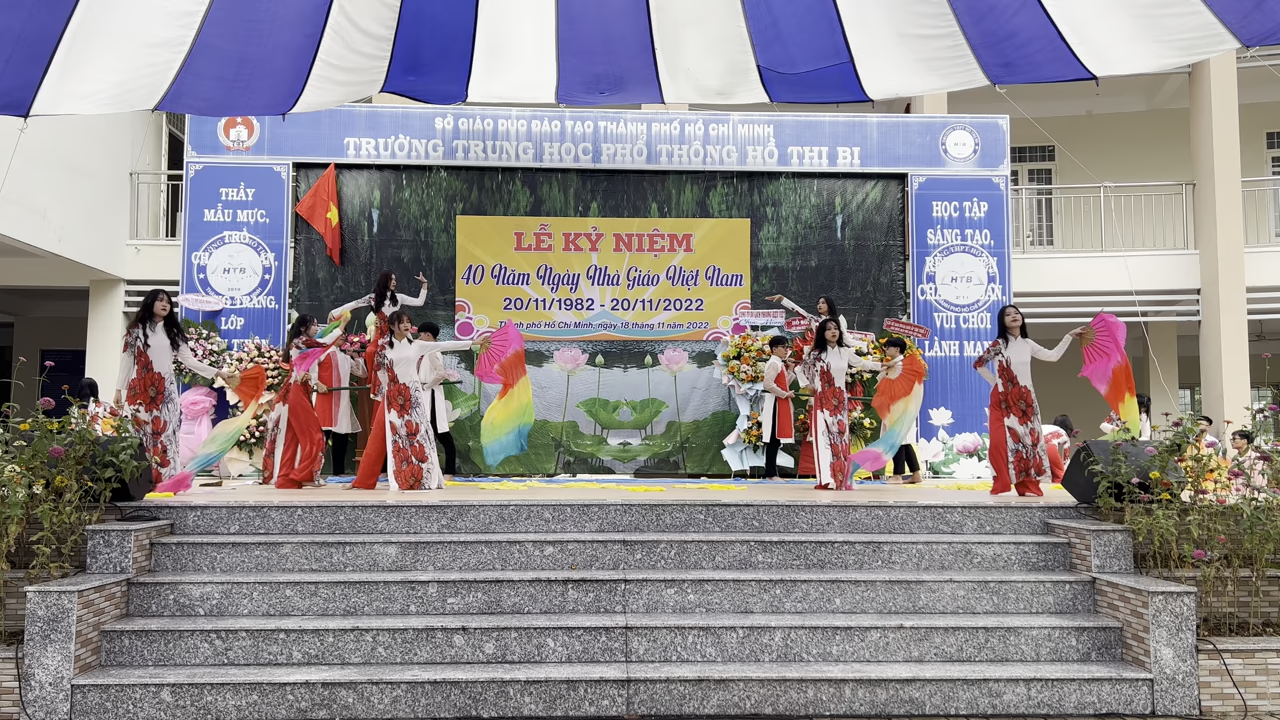 SỞ GIÁO DỤC ĐÀO TẠO THÀNH PHỐ HỒ CHÍ MINH
TRƯỜNG TRUNG HỌC PHỔ THÔNG HỒ THỊ BI
HTB
THẦY
MẪU MỰC,
TRÒ
HTB
LỚP
LỄ KỶ NIỆM
40 Năm Ngày Nhà Giáo Việt Nam
20/11/1982 - 20/11/2022
Thành phố Hồ Chí Minh, ngày 18 tháng 11 năm 2022
HỌC TẬP
SÁNG TẠO,
HTB
VUI CHƠI
LÀNH MẠNH